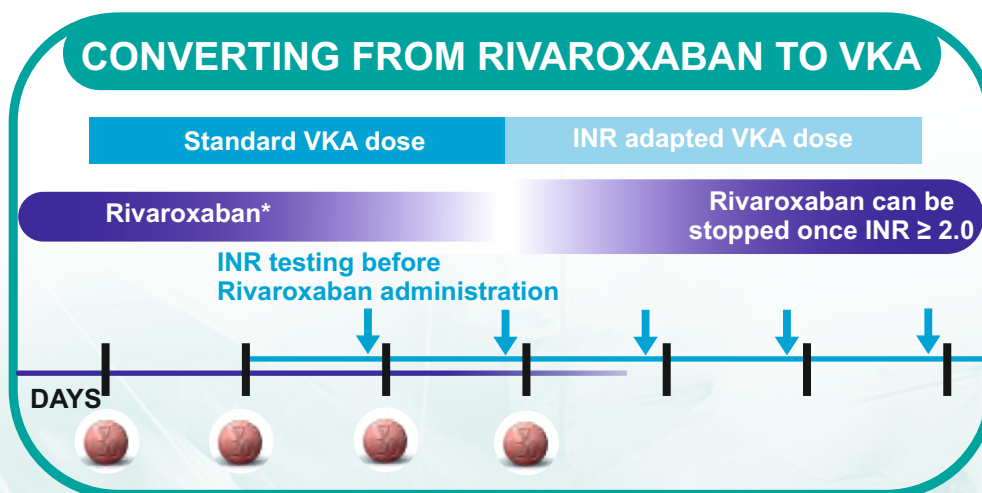 CONVERTING FROM RIVAROXABAN TO VKA
Standard VKA dose
INR adapted VKA dose
Rivaroxaban*
Rivaroxaban can be
stopped once INR ≥ 2.0
INR testing before
Rivaroxaban administration
DAYS